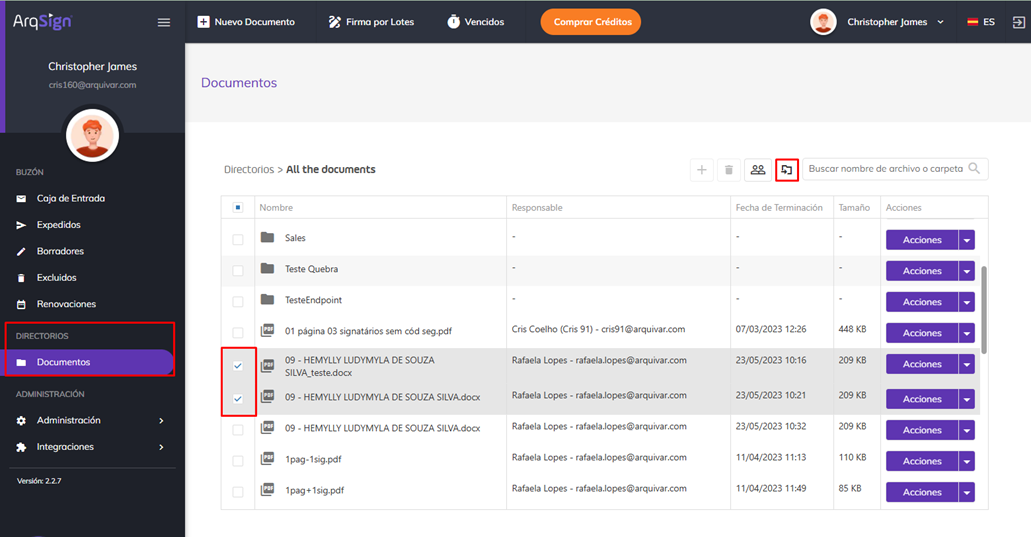 ArqSign
Nuevo Documento
Firma por Lotes
Vencidos
Comprar Créditos
Christopher James
ES
Christopher James
cris160@arquivar.com
BUZÓN
Caja de Entrada
Expedidos
Borradores
Excluidos
Renovaciones
DIRECTORIOS
Documentos
ADMINISTRACIÓN
Administración
Integraciones
Versión: 2.2.7
Documentos
Directorios > All the documents
Buscar nombre de archivo o carpeta
Nombre Responsable Fecha de Terminación Tamaño Acciones
Sales - - - Acciones
Teste Quebra - - - Acciones
TesteEndpoint - - - Acciones
PDF 01 página 03 signatários sem cód seg.pdf Cris Coelho (Cris 91) - cris91@arquivar.com 07/03/2023 12:26 448 KB Acciones
PDF 09 - HEMYLLY LUDYMYLA DE SOUZA Rafaela Lopes - rafaela.lopes@arquivar.com 23/05/2023 10:16 209 KB Acciones
SILVA_teste.docx
PDF 09 - HEMYLLY LUDYMYLA DE SOUZA SILVA.docx Rafaela Lopes - rafaela.lopes@arquivar.com 23/05/2023 10:21 209 KB Acciones
PDF 09 - HEMYLLY LUDYMYLA DE SOUZA SILVA.docx Rafaela Lopes - rafaela.lopes@arquivar.com 23/05/2023 10:32 209 KB Acciones
PDF 1pag-1sig.pdf Rafaela Lopes - rafaela.lopes@arquivar.com 11/04/2023 11:13 110 KB Acciones
PDF 1pag+1sig.pdf Rafaela Lopes - rafaela.lopes@arquivar.com 11/04/2023 11:49 85 KB Acciones